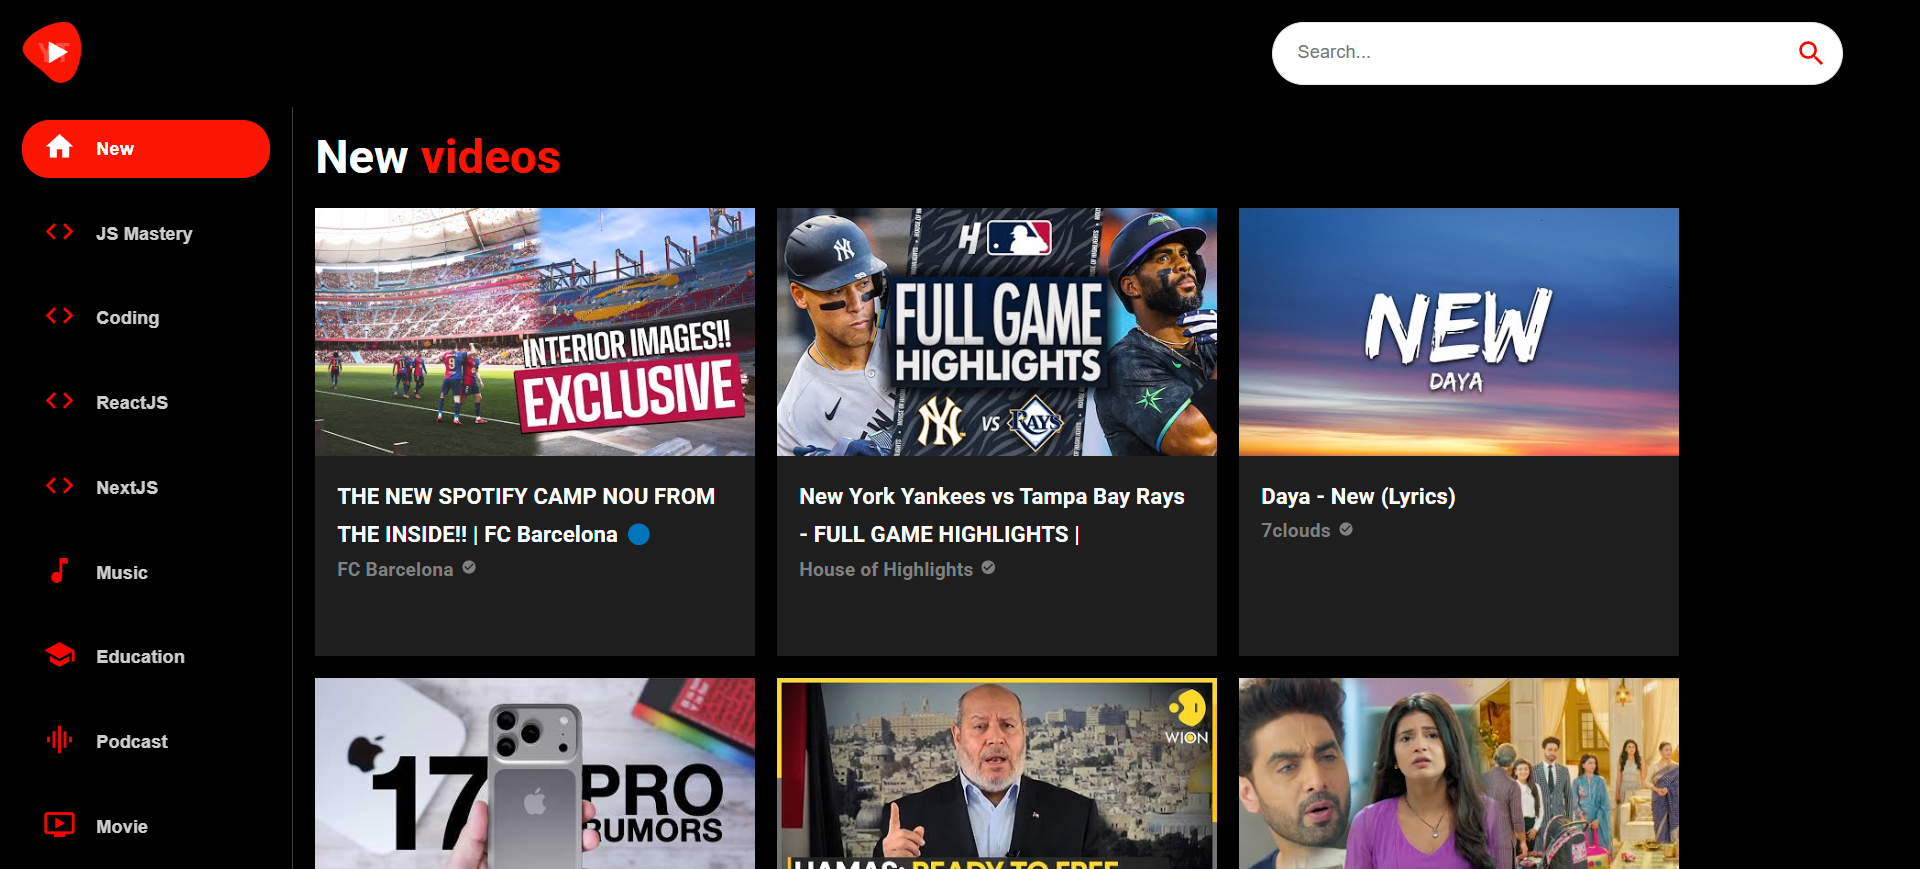 YT
Search...
New
JS Mastery
Coding
ReactJS
NextJS
Music
Education
Podcast
Movie
New videos
INTERIOR IMAGES!!
EXCLUSIVE
THE NEW SPOTIFY CAMP NOU FROM
THE INSIDE!! | FC Barcelona
FC Barcelona
H
FULL GAME
HIGHLIGHTS
NY VS RAYS
New York Yankees vs Tampa Bay Rays
- FULL GAME HIGHLIGHTS |
House of Highlights
NEW
DAYA
Daya - New (Lyrics)
7clouds
17 PRO
RUMORS
WION
HAMAS: READY TO FREE